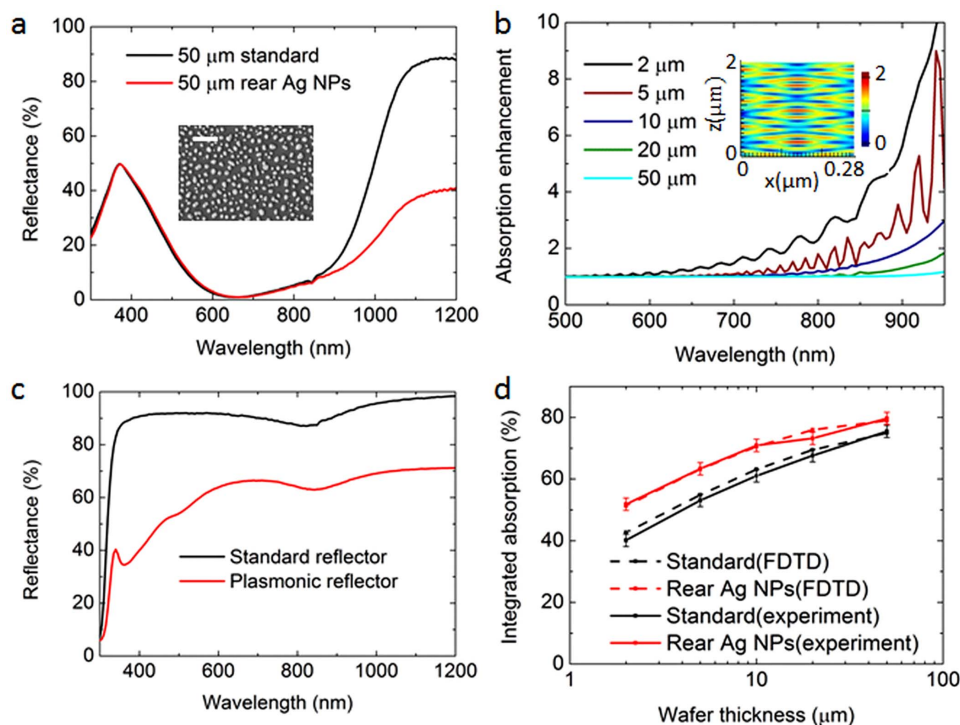 a
Reflectance (%)
100
80
60
40
20
0
50 μm standard
50 μm rear Ag NPs
400 600 800 1000 1200
Wavelength (nm)
b
Absorption enhancement
10
8
6
4
2
0
2 μm
5 μm
10 μm
20 μm
50 μm
2
z(μm)
0
0 0.28
x(μm)
2
0
500 600 700 800 900
Wavelength (nm)
c
Reflectance (%)
100
80
60
40
20
0
Standard reflector
Plasmonic reflector
400 600 800 1000 1200
Wavelength (nm)
d
Integrated absorption (%)
100
80
60
40
20
0
Standard(FDTD)
Rear Ag NPs(FDTD)
Standard(experiment)
Rear Ag NPs(experiment)
1 10 100
Wafer thickness (μm)